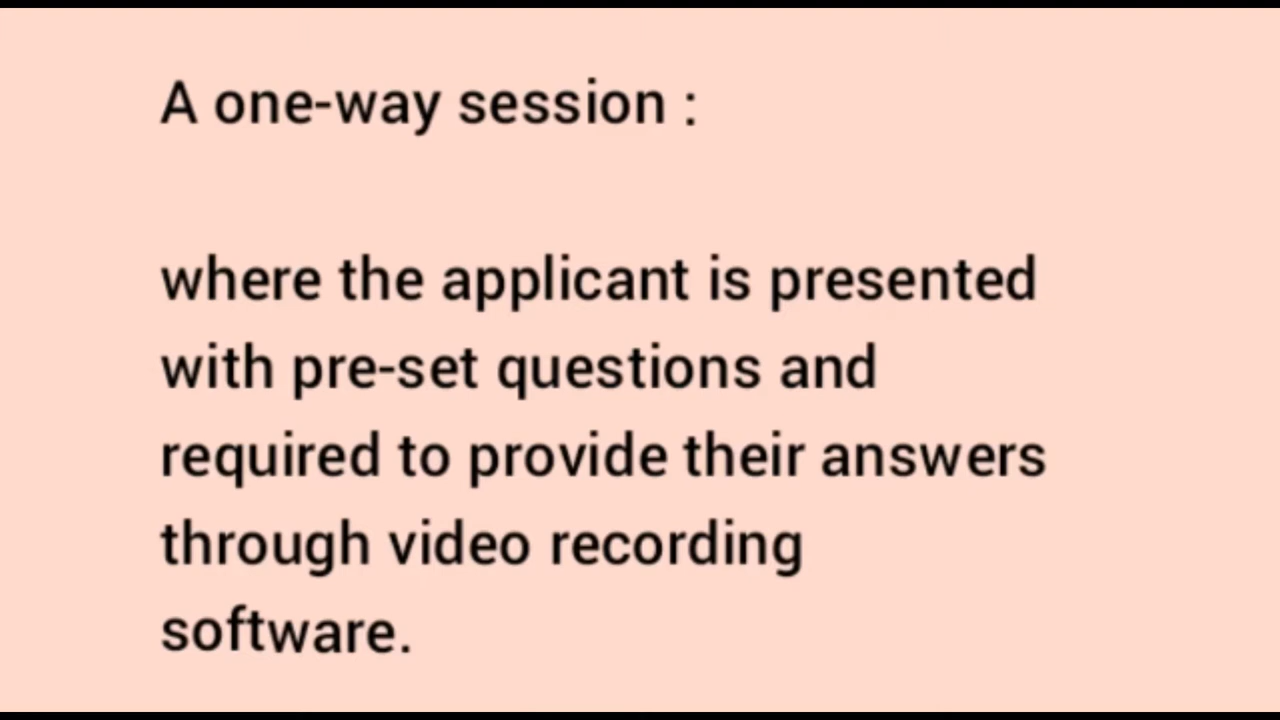 A one-way session :
where the applicant is presented
with pre-set questions and
required to provide their answers
through video recording
software.